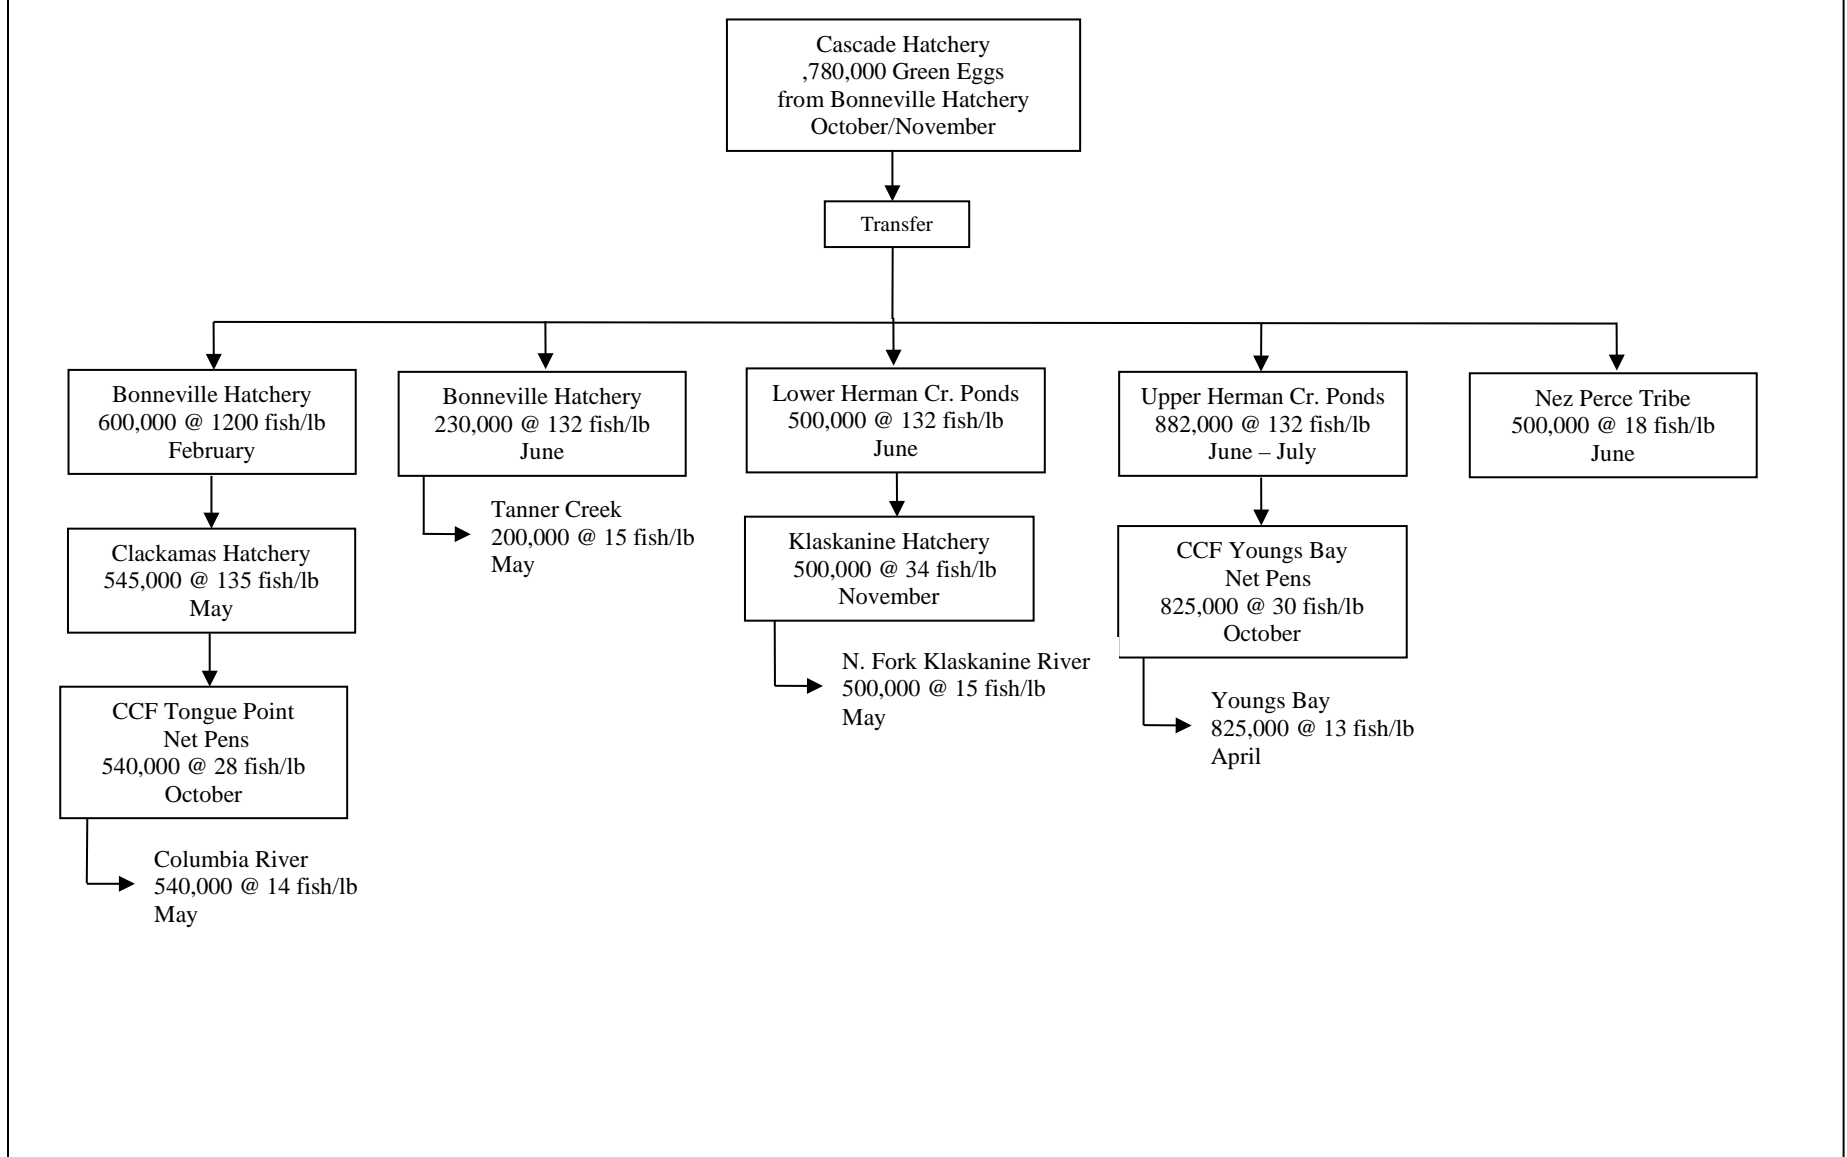 Cascade Hatchery
,780,000 Green Eggs
from Bonneville Hatchery
October/November
Transfer
Bonneville Hatchery
600,000 @ 1200 fish/lb
February
Clackamas Hatchery
545,000 @ 135 fish/lb
May
CCF Tongue Point
Net Pens
540,000 @ 28 fish/lb
October
Columbia River
540,000 @ 14 fish/lb
May
Bonneville Hatchery
230,000 @ 132 fish/lb
June
Tanner Creek
200,000 @ 15 fish/lb
May
Lower Herman Cr. Ponds
500,000 @ 132 fish/lb
June
Klaskanine Hatchery
500,000 @ 34 fish/lb
November
N. Fork Klaskanine River
500,000 @ 15 fish/lb
May
Upper Herman Cr. Ponds
882,000 @ 132 fish/lb
June – July
CCF Youngs Bay
Net Pens
825,000 @ 30 fish/lb
October
Youngs Bay
825,000 @ 13 fish/lb
April
Nez Perce Tribe
500,000 @ 18 fish/lb
June